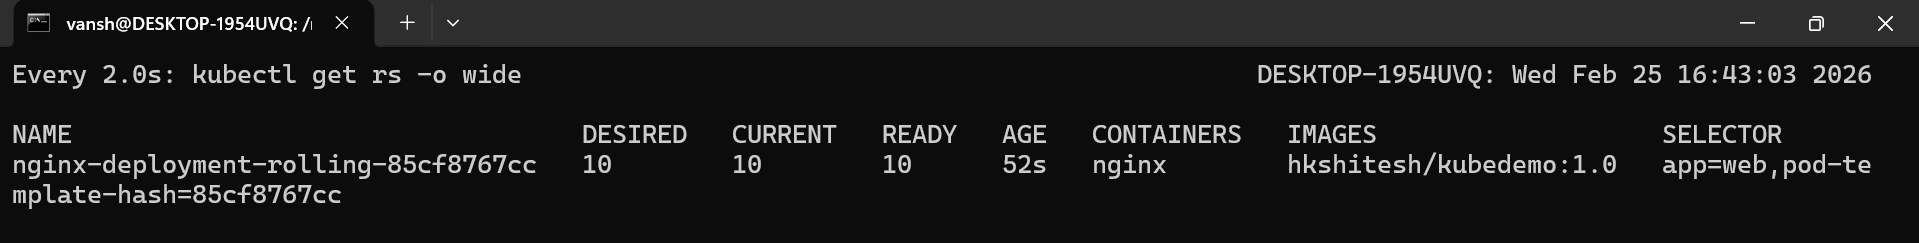 vansh@DESKTOP-1954UVQ: /
Every 2.0s: kubectl get rs -o wide DESKTOP-1954UVQ: Wed Feb 25 16:43:03 2026
NAME DESIRED CURRENT READY AGE CONTAINERS IMAGES SELECTOR
nginx-deployment-rolling-85cf8767cc 10 10 10 52s nginx hkshitesh/kubedemo:1.0 app=web,pod-te
mplate-hash=85cf8767cc